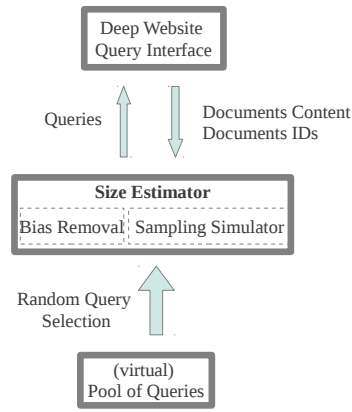 Deep Website
Query Interface
Queries
Documents Content
Documents IDs
Size Estimator
Bias Removal
Sampling Simulator
Random Query
Selection
(virtual)
Pool of Queries